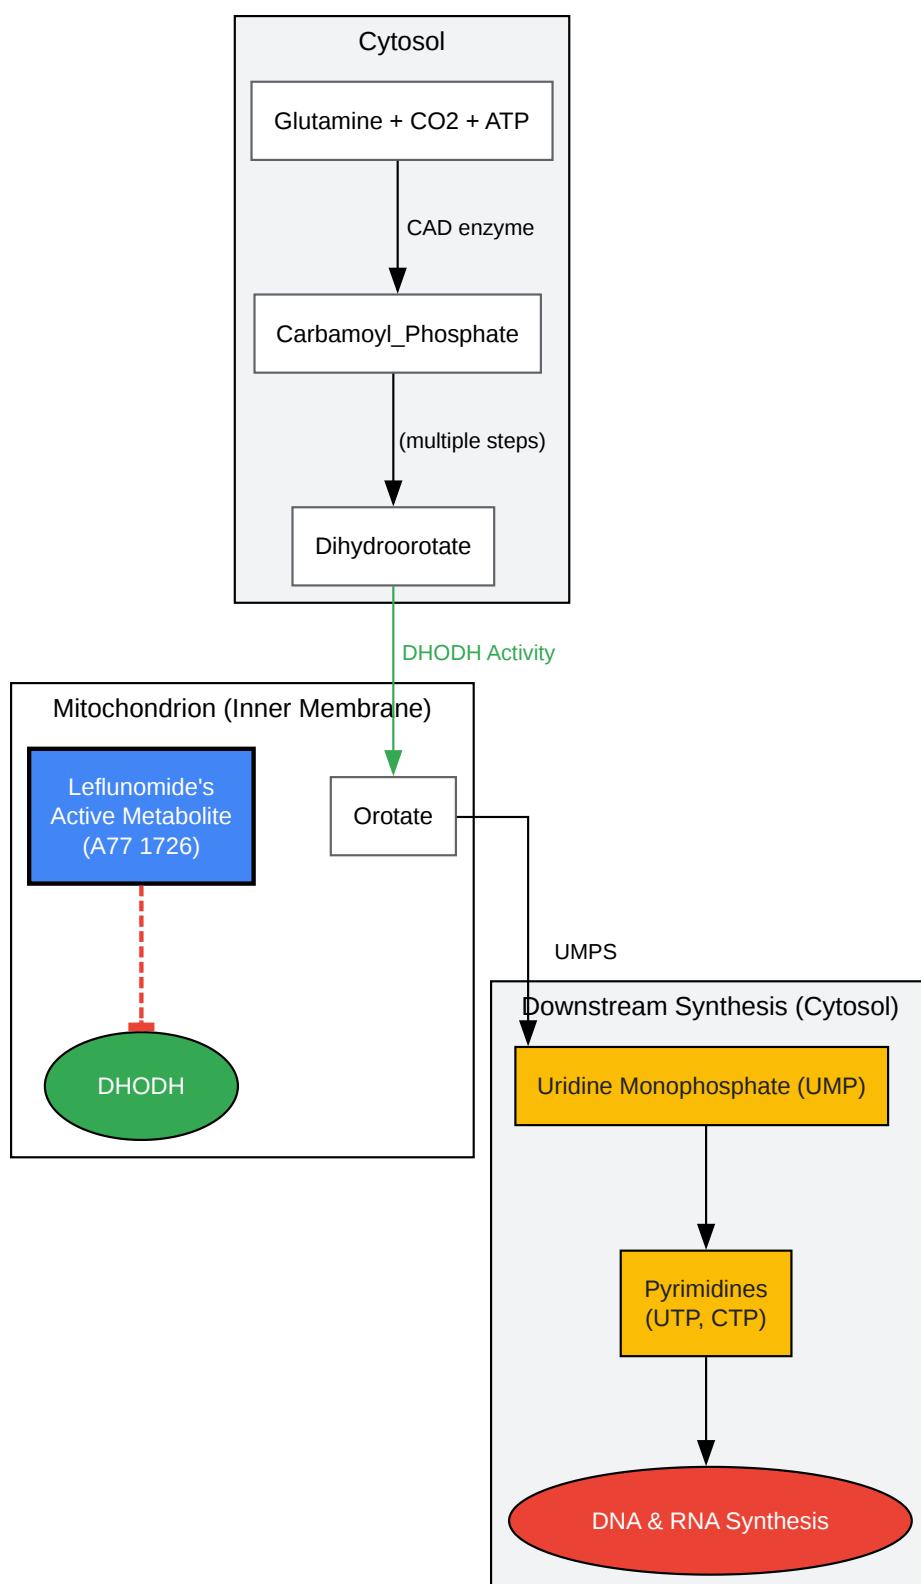 Cytosol
Glutamine + CO2 + ATP
CAD enzyme
Carbamoyl_Phosphate
(multiple steps)
Dihydroorotate
DHODH Activity
Mitochondrion (Inner Membrane)
Leflunomide's
Active Metabolite
(A77 1726)
Orotate
UMPS
DHODH
Downstream Synthesis (Cytosol)
Uridine Monophosphate (UMP)
Pyrimidines
(UTP, CTP)
DNA & RNA Synthesis